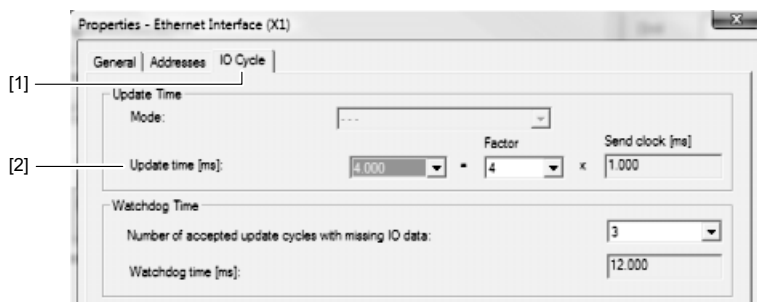 Properties - Ethernet Interface (X1)
General Addresses IO Cycle
[1]
Update Time
Mode: - - -
Factor Send clock [ms]
[2] Update time [ms]: 4.000 = 4 x 1.000
Watchdog Time
Number of accepted update cycles with missing IO data: 3
Watchdog time [ms]: 12.000